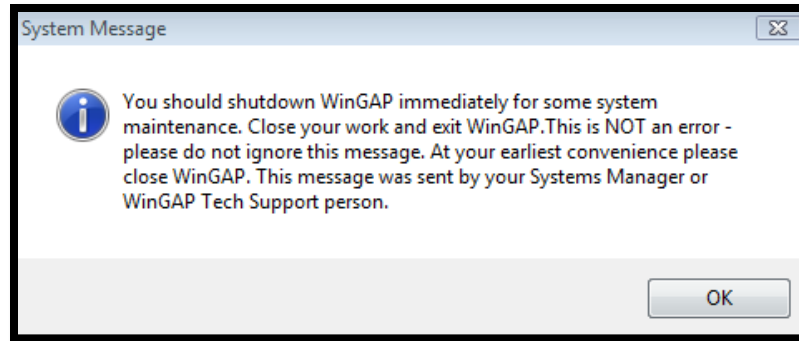 System Message
You should shutdown WinGAP immediately for some system
maintenance. Close your work and exit WinGAP.This is NOT an error -
please do not ignore this message. At your earliest convenience please
close WinGAP. This message was sent by your Systems Manager or
WinGAP Tech Support person.
OK